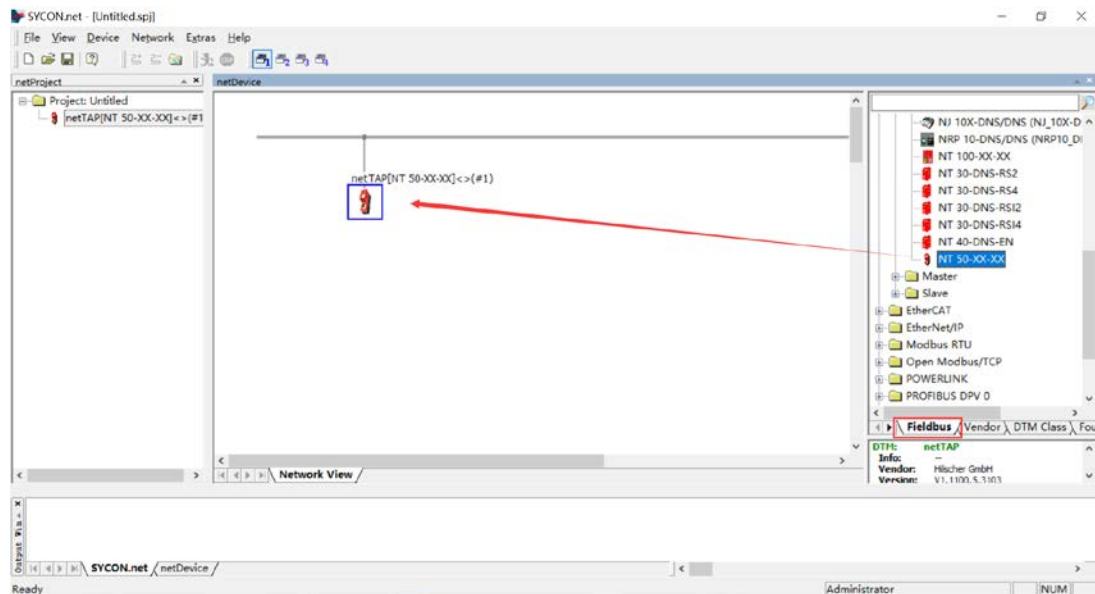 SYCON.net - [Untitled.spj]
File View Device Network Extras Help
netProject
netDevice
Project: Untitled
netTAP[NT 50-XX-XX]<>(#1
netTAP[NT 50-XX-XX]<>(#1)
NJ 10X-DNS/DNS (NJ_10X-D
NRP 10-DNS/DNS (NRP10_DI
NT 100-XX-XX
NT 30-DNS-RS2
NT 30-DNS-RS4
NT 30-DNS-RSI2
NT 30-DNS-RSI4
NT 40-DNS-EN
NT 50-XX-XX
Master
Slave
EtherCAT
EtherNet/IP
Modbus RTU
Open Modbus/TCP
POWERLINK
PROFIBUS DPV 0
Fieldbus Vendor DTM Class Fou
DTM: netTAP
Info: --
Vendor: Hilscher GmbH
Version: V1.1100.5.3103
Network View
Output Win
SYCON.net netDevice
Ready Administrator NUM